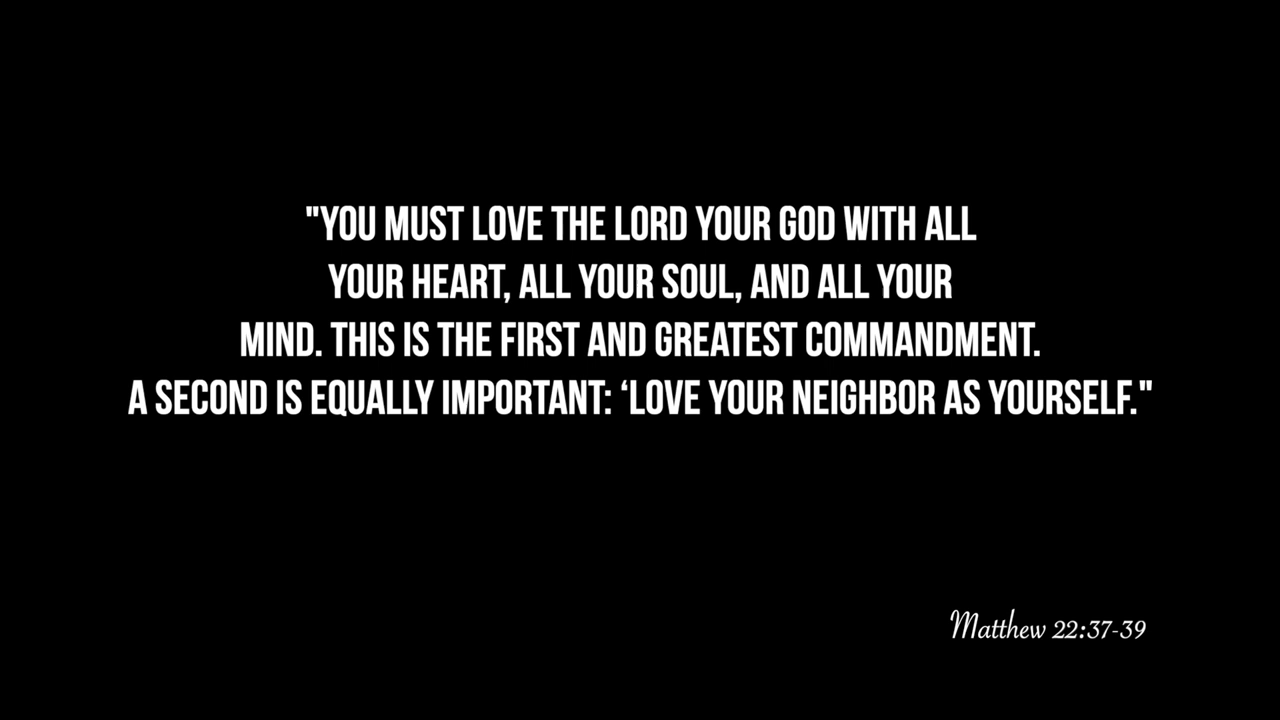 "YOU MUST LOVE THE LORD YOUR GOD WITH ALL
YOUR HEART, ALL YOUR SOUL, AND ALL YOUR
MIND. THIS IS THE FIRST AND GREATEST COMMANDMENT.
A SECOND IS EQUALLY IMPORTANT: ‘LOVE YOUR NEIGHBOR AS YOURSELF."
Matthew 22:37-39